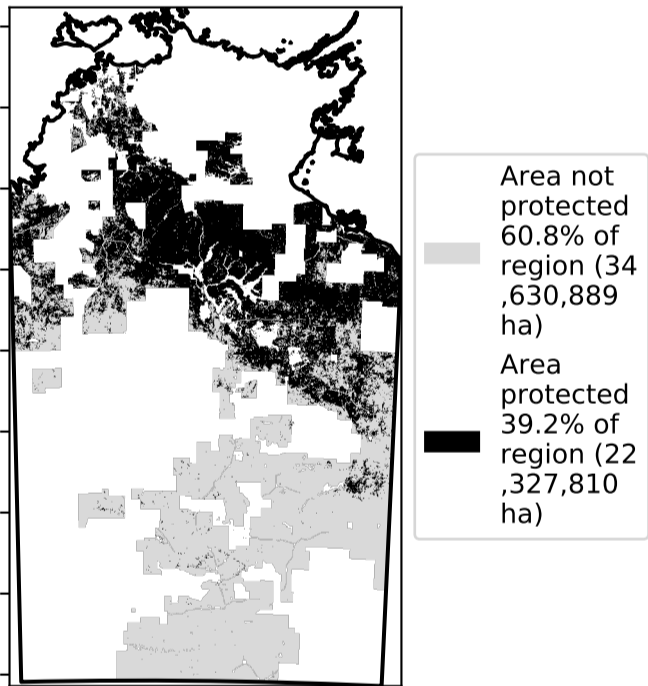 Area not
protected
60.8% of
region (34
,630,889
ha)
Area
protected
39.2% of
region (22
,327,810
ha)